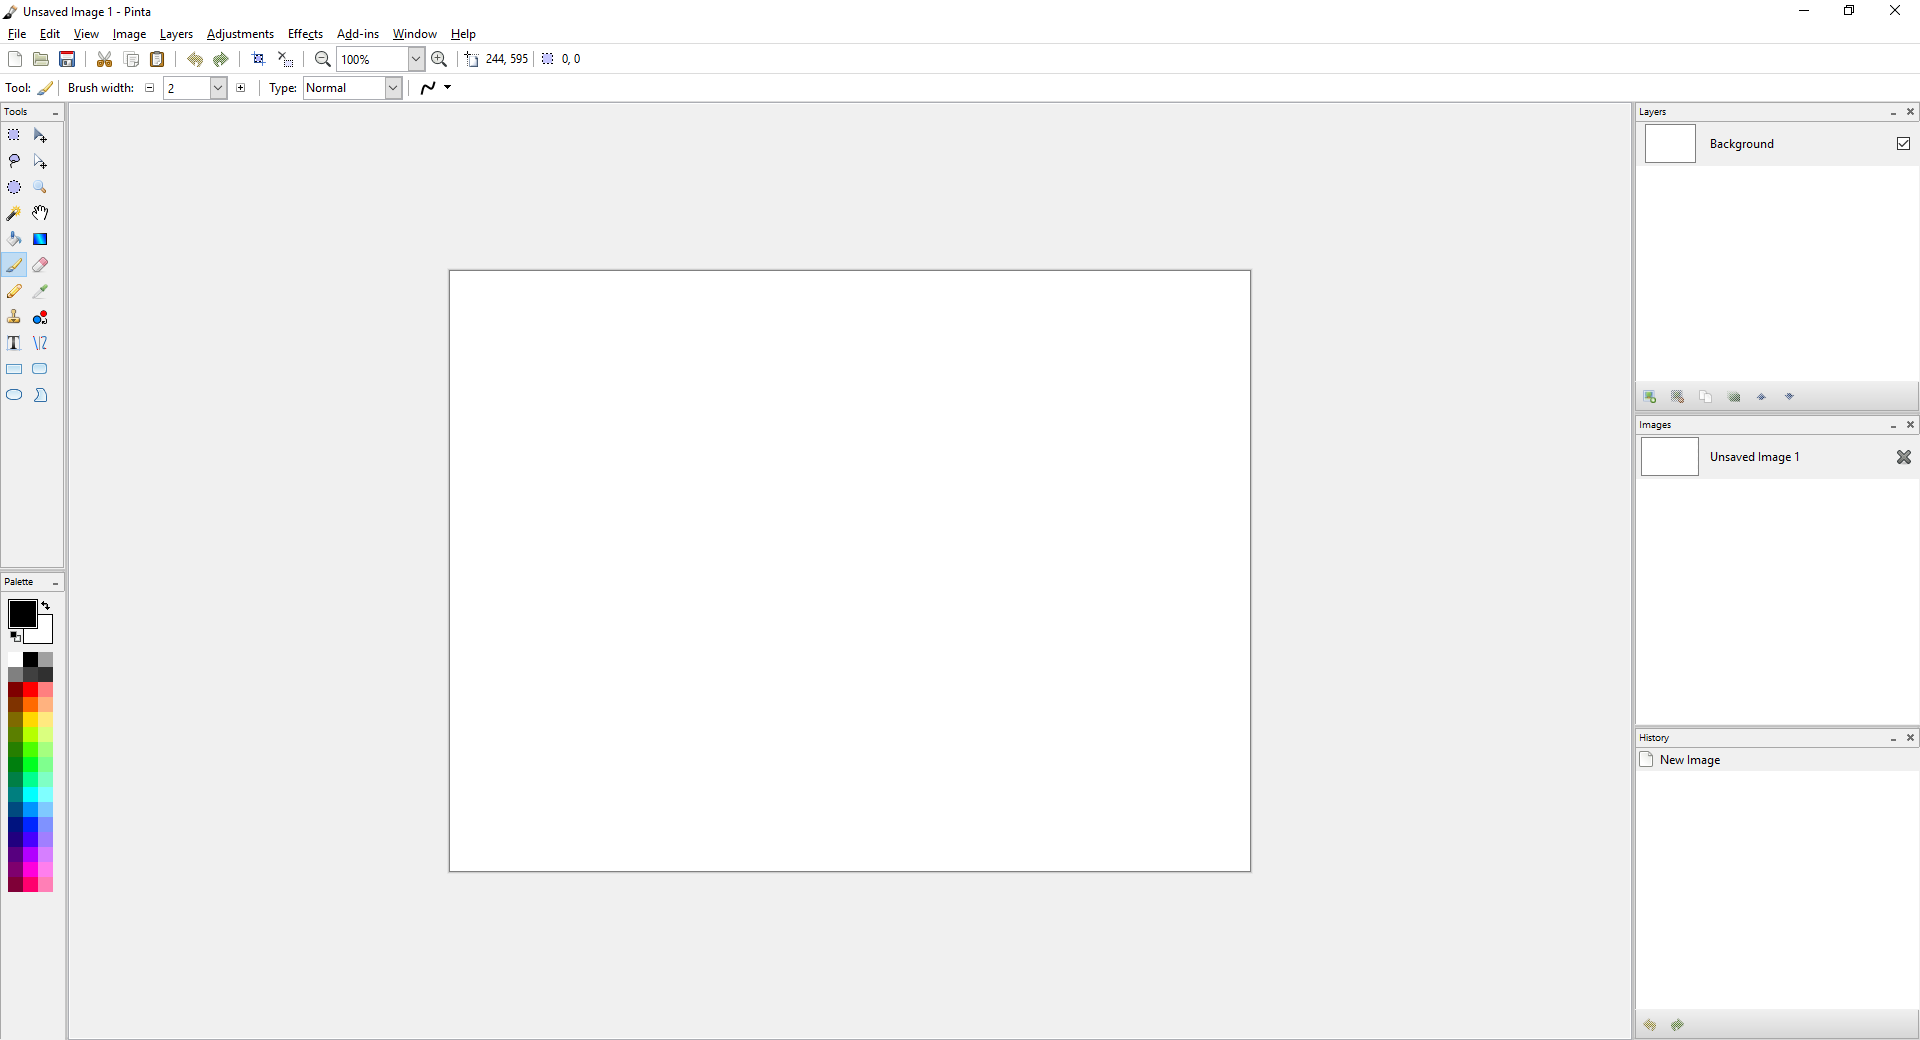 Unsaved Image 1 - Pinta
File Edit View Image Layers Adjustments Effects Add-ins Window Help
100% 244, 595 0, 0
Tool: Brush width: 2 Type: Normal
Tools
Layers
Background
Images
Unsaved Image 1
Palette
History
New Image